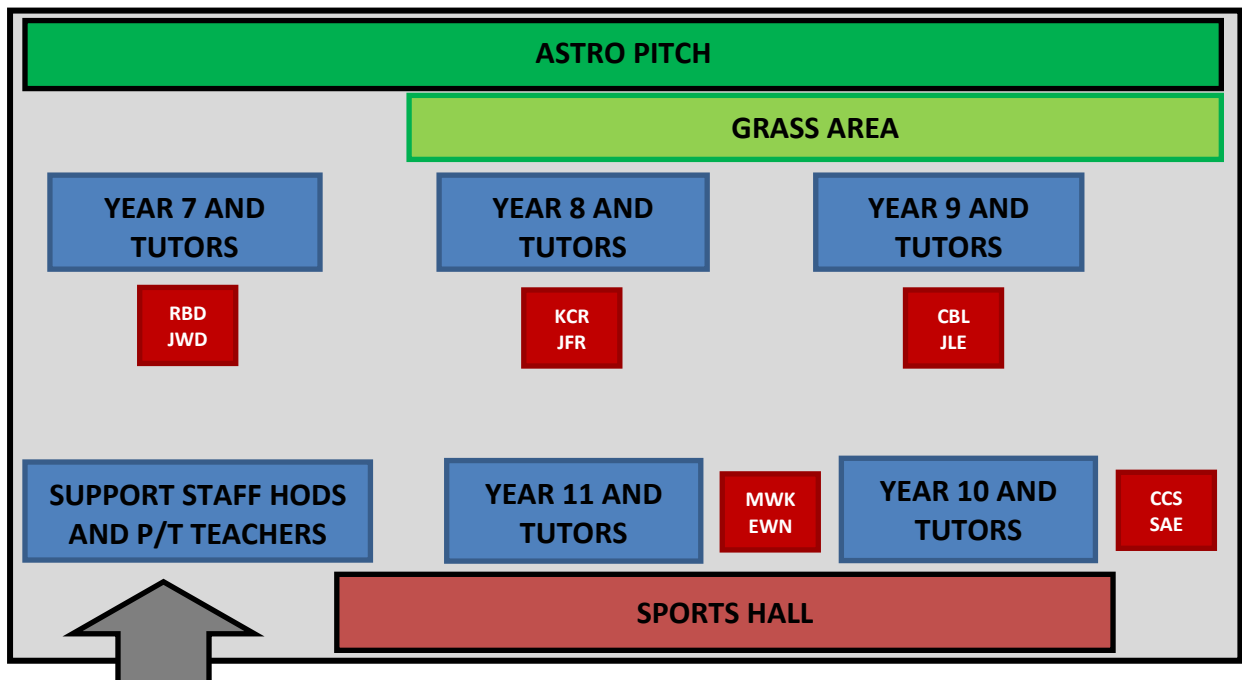 ASTRO PITCH
GRASS AREA
YEAR 7 AND
TUTORS
YEAR 8 AND
TUTORS
YEAR 9 AND
TUTORS
RBD
JWD
KCR
JFR
CBL
JLE
SUPPORT STAFF HODS
AND P/T TEACHERS
YEAR 11 AND
TUTORS
MWK
EWN
YEAR 10 AND
TUTORS
CCS
SAE
SPORTS HALL